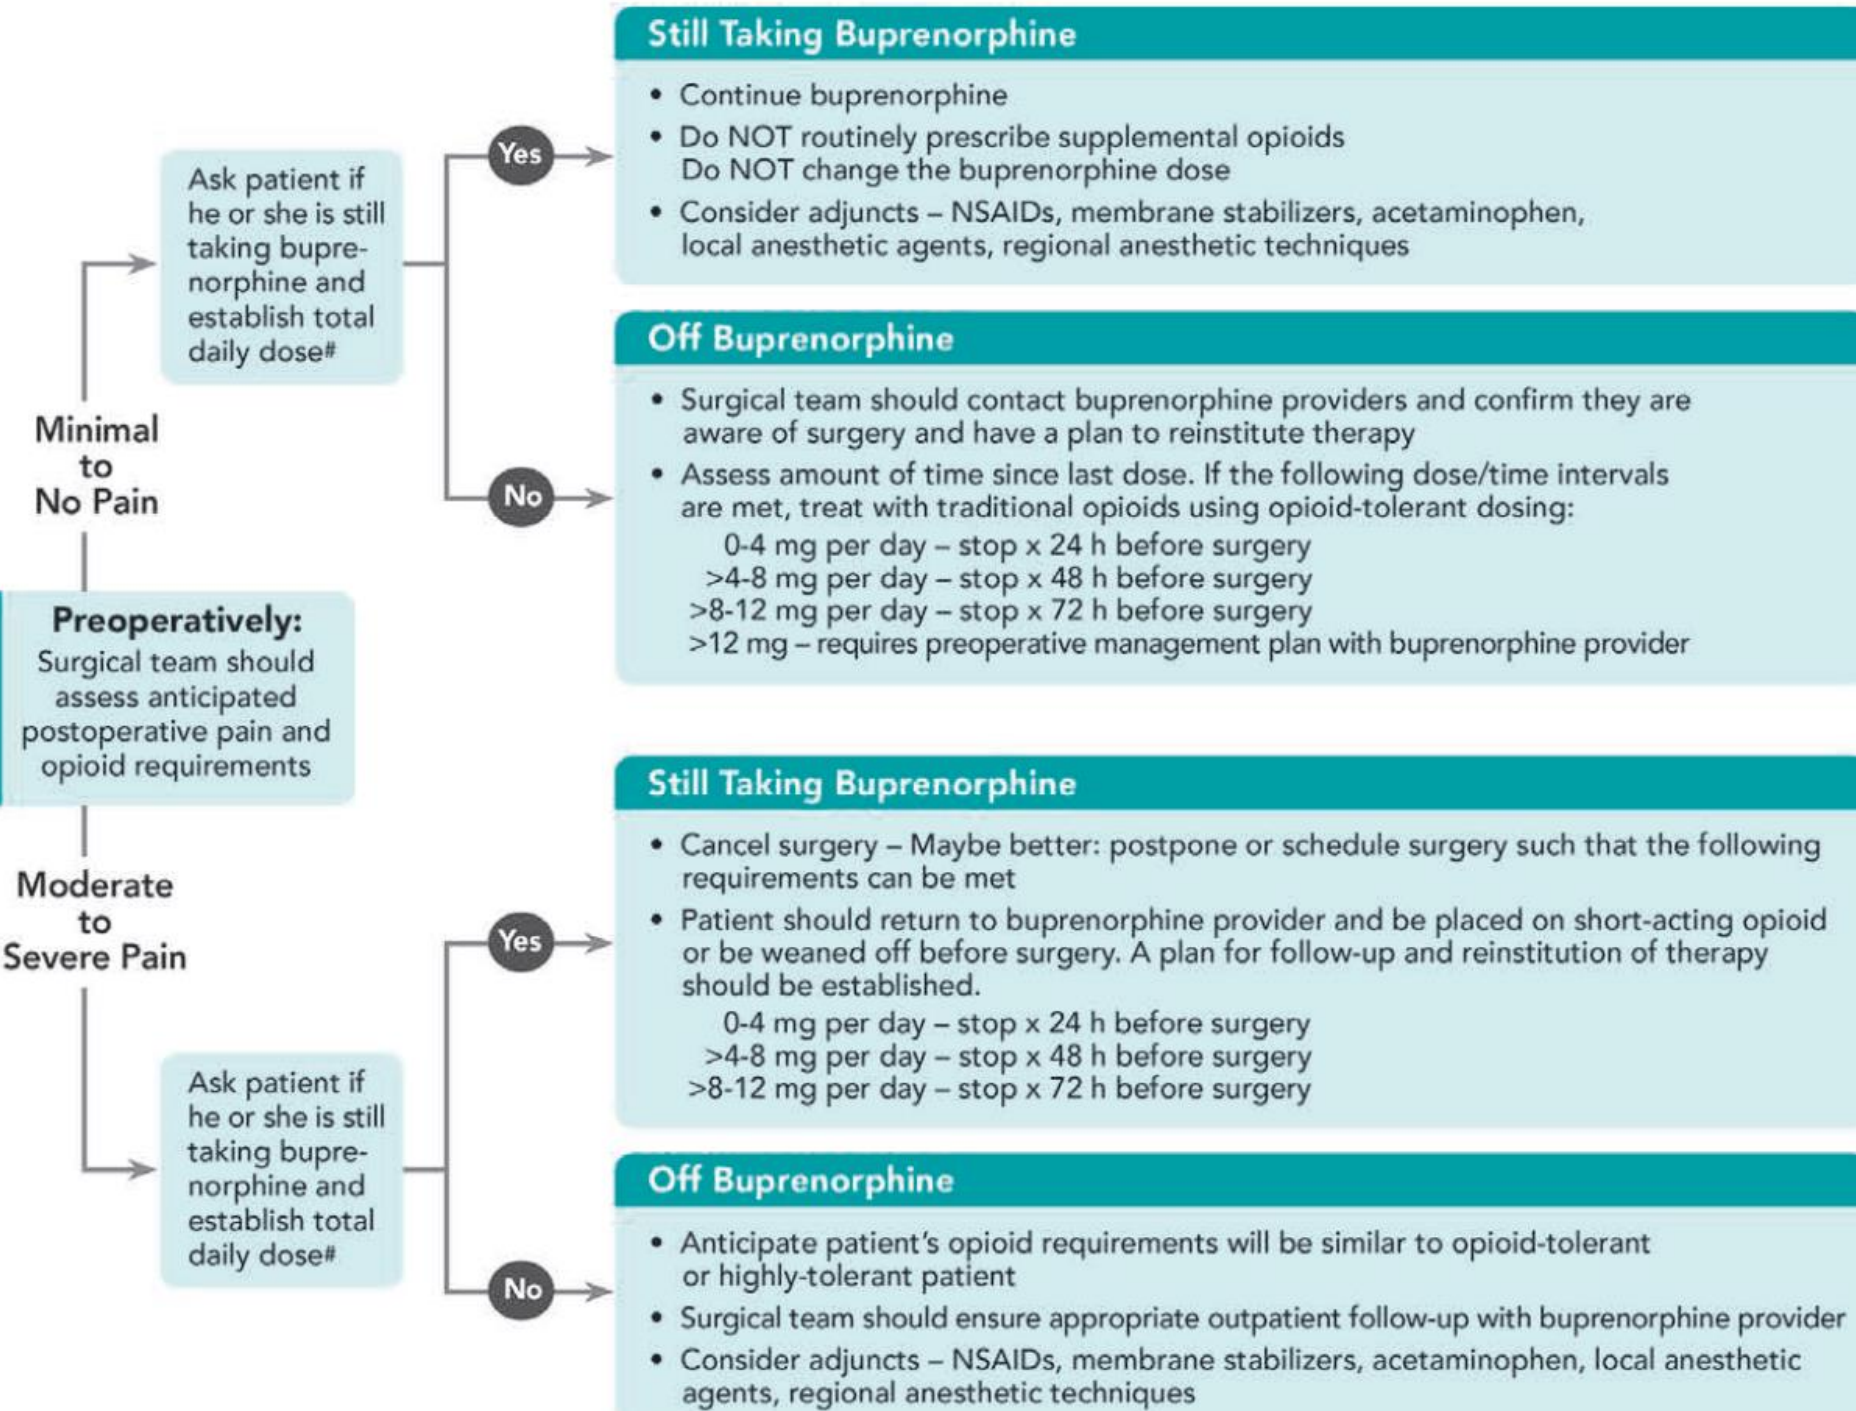 Still Taking Buprenorphine
• Continue buprenorphine
• Do NOT routinely prescribe supplemental opioids
Do NOT change the buprenorphine dose
• Consider adjuncts – NSAIDs, membrane stabilizers, acetaminophen,
local anesthetic agents, regional anesthetic techniques
Yes
Ask patient if
he or she is still
taking bupre-
norphine and
establish total
daily dose#
Off Buprenorphine
• Surgical team should contact buprenorphine providers and confirm they are
aware of surgery and have a plan to reinstitute therapy
• Assess amount of time since last dose. If the following dose/time intervals
are met, treat with traditional opioids using opioid-tolerant dosing:
0-4 mg per day – stop x 24 h before surgery
>4-8 mg per day – stop x 48 h before surgery
>8-12 mg per day – stop x 72 h before surgery
>12 mg – requires preoperative management plan with buprenorphine provider
No
Minimal
to
No Pain
Preoperatively:
Surgical team should
assess anticipated
postoperative pain and
opioid requirements
Moderate
to
Severe Pain
Still Taking Buprenorphine
• Cancel surgery – Maybe better: postpone or schedule surgery such that the following
requirements can be met
• Patient should return to buprenorphine provider and be placed on short-acting opioid
or be weaned off before surgery. A plan for follow-up and reinstitution of therapy
should be established.
0-4 mg per day – stop x 24 h before surgery
>4-8 mg per day – stop x 48 h before surgery
>8-12 mg per day – stop x 72 h before surgery
Yes
Ask patient if
he or she is still
taking bupre-
norphine and
establish total
daily dose#
Off Buprenorphine
• Anticipate patient's opioid requirements will be similar to opioid-tolerant
or highly-tolerant patient
• Surgical team should ensure appropriate outpatient follow-up with buprenorphine provider
• Consider adjuncts – NSAIDs, membrane stabilizers, acetaminophen, local anesthetic
agents, regional anesthetic techniques
No